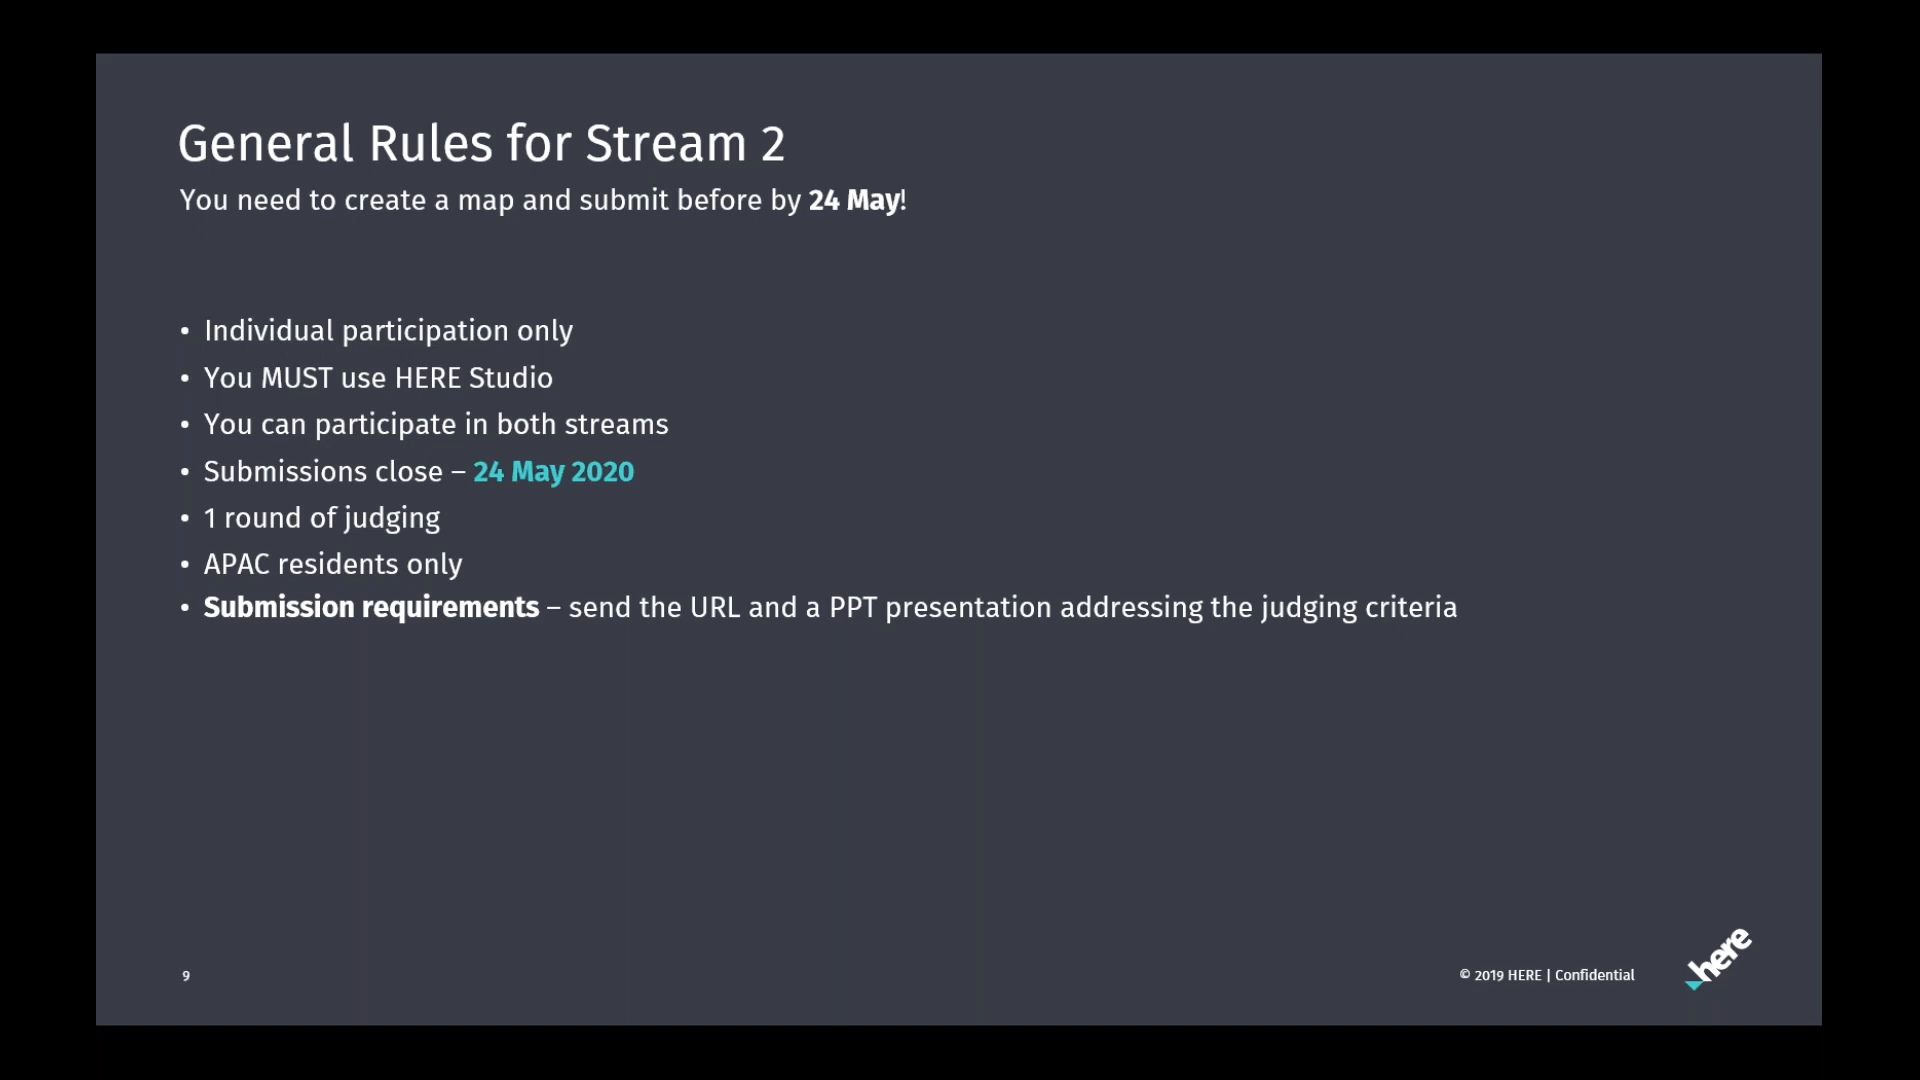 General Rules for Stream 2
You need to create a map and submit before by 24 May!
• Individual participation only
• You MUST use HERE Studio
• You can participate in both streams
• Submissions close – 24 May 2020
• 1 round of judging
• APAC residents only
• Submission requirements – send the URL and a PPT presentation addressing the judging criteria
9
© 2019 HERE | Confidential
here